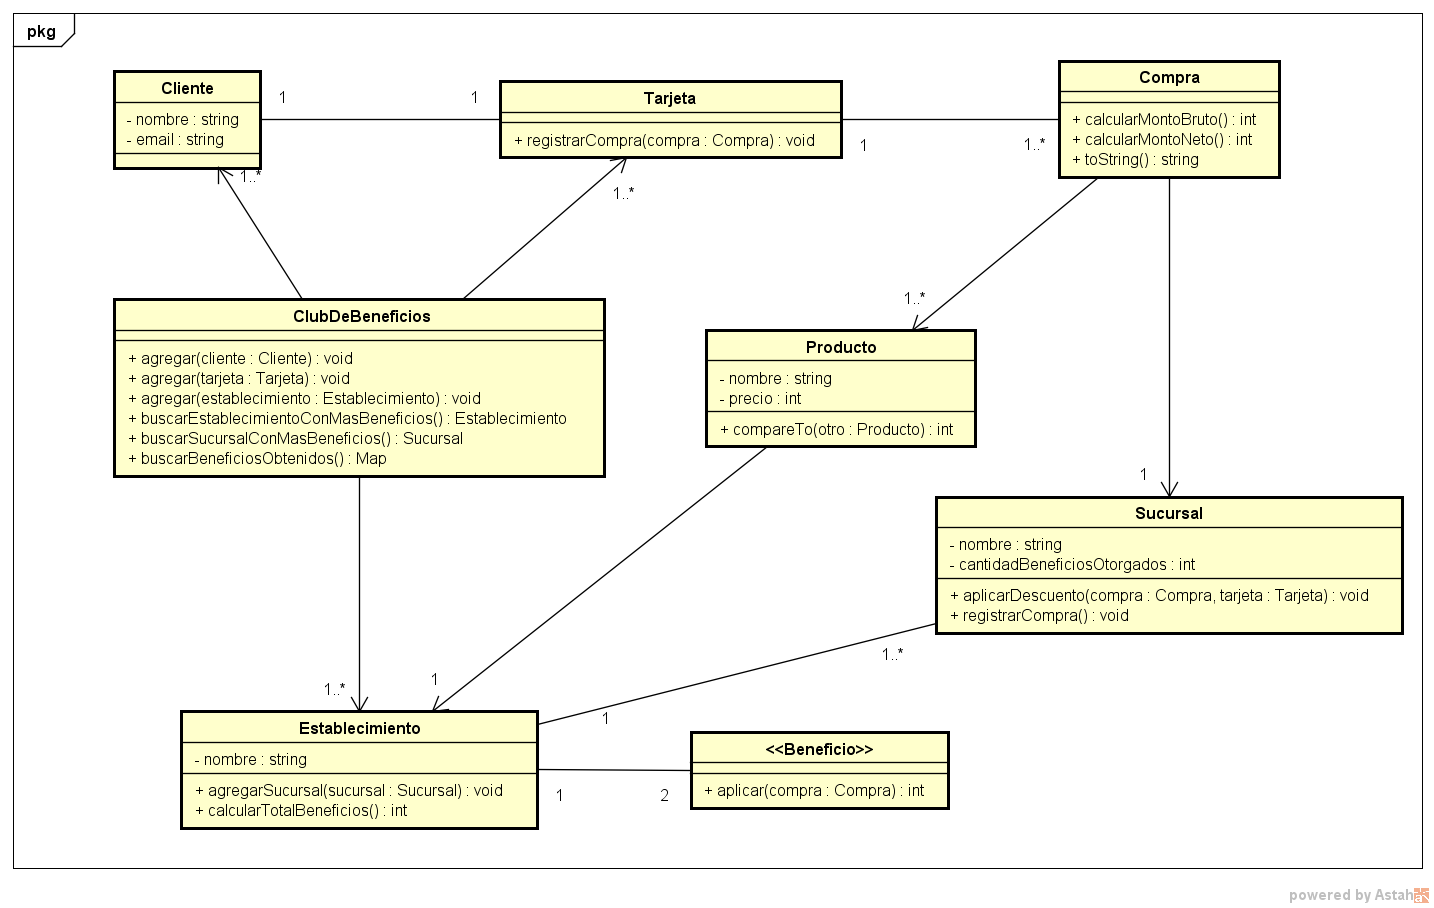 pkg
Cliente
- nombre : string
- email : string
1
1
Tarjeta
+ registrarCompra(compra : Compra) : void
1
1..*
Compra
+ calcularMontoBruto() : int
+ calcularMontoNeto() : int
+ toString() : string
1..*
1..*
ClubDeBeneficios
+ agregar(cliente : Cliente) : void
+ agregar(tarjeta : Tarjeta) : void
+ agregar(establecimiento : Establecimiento) : void
+ buscarEstablecimientoConMasBeneficios() : Establecimiento
+ buscarSucursalConMasBeneficios() : Sucursal
+ buscarBeneficiosObtenidos() : Map
1..*
Producto
- nombre : string
- precio : int
+ compareTo(otro : Producto) : int
1
Sucursal
- nombre : string
- cantidadBeneficiosOtorgados : int
+ aplicarDescuento(compra : Compra, tarjeta : Tarjeta) : void
+ registrarCompra() : void
1..*
1
1..*
1
Establecimiento
- nombre : string
+ agregarSucursal(sucursal : Sucursal) : void
+ calcularTotalBeneficios() : int
1
2
<<Beneficio>>
+ aplicar(compra : Compra) : int
powered by Astah